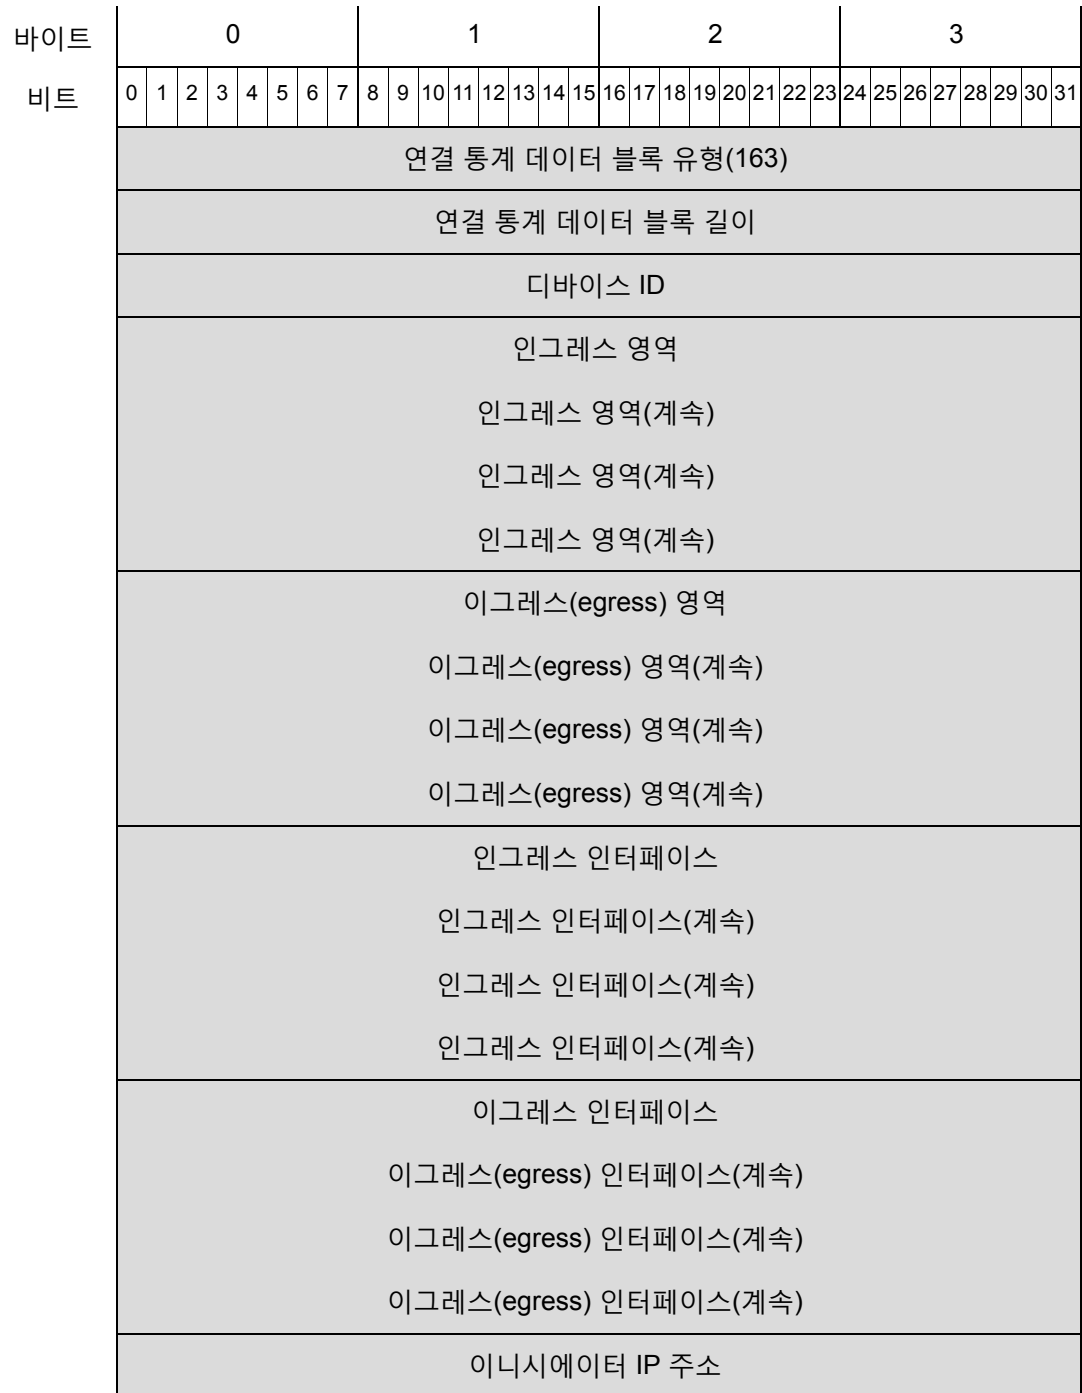 바이트 0 1 2 3
비트 0 1 2 3 4 5 6 7 8 9 10 11 12 13 14 15 16 17 18 19 20 21 22 23 24 25 26 27 28 29 30 31
연결 통계 데이터 블록 유형(163)
연결 통계 데이터 블록 길이
디바이스 ID
인그레스 영역
인그레스 영역(계속)
인그레스 영역(계속)
인그레스 영역(계속)
이그레스(egress) 영역
이그레스(egress) 영역(계속)
이그레스(egress) 영역(계속)
이그레스(egress) 영역(계속)
인그레스 인터페이스
인그레스 인터페이스(계속)
인그레스 인터페이스(계속)
인그레스 인터페이스(계속)
이그레스 인터페이스
이그레스(egress) 인터페이스(계속)
이그레스(egress) 인터페이스(계속)
이그레스(egress) 인터페이스(계속)
이니시에이터 IP 주소